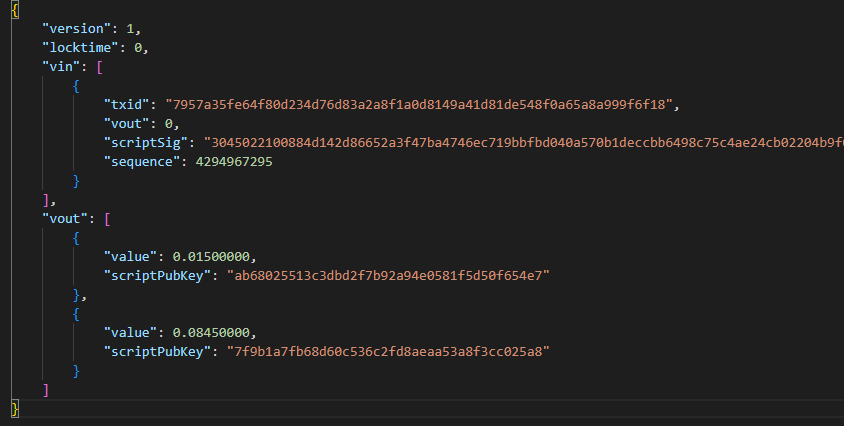 {
"version": 1,
"locktime": 0,
"vin": [
{
"txid": "7957a35fe64f80d234d76d83a2a8f1a0d8149a41d81de548f0a65a8a999f6f18",
"vout": 0,
"scriptSig": "3045022100884d142d86652a3f47ba4746ec719bbfbd040a570b1deccbb6498c75c4ae24cb02204b9f
"sequence": 4294967295
}
],
"vout": [
{
"value": 0.01500000,
"scriptPubKey": "ab68025513c3dbd2f7b92a94e0581f5d50f654e7"
},
{
"value": 0.08450000,
"scriptPubKey": "7f9b1a7fb68d60c536c2fd8aeaa53a8f3cc025a8"
}
]
}